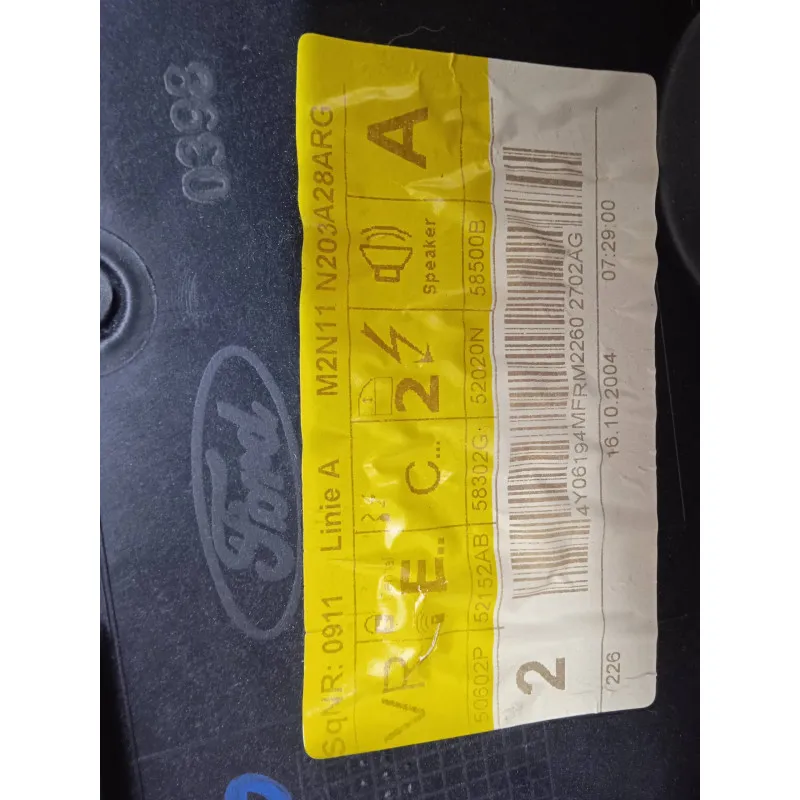 0398
Ford
SqNR: 0911 Linie A M2N11 N203A28ARG
VR E.. C... 2 Speaker A
50602P 52152AB 58302G 52020N 58500B
2
4Y06194MFRM2260 2702AG
226 16.10.2004 07:29:00